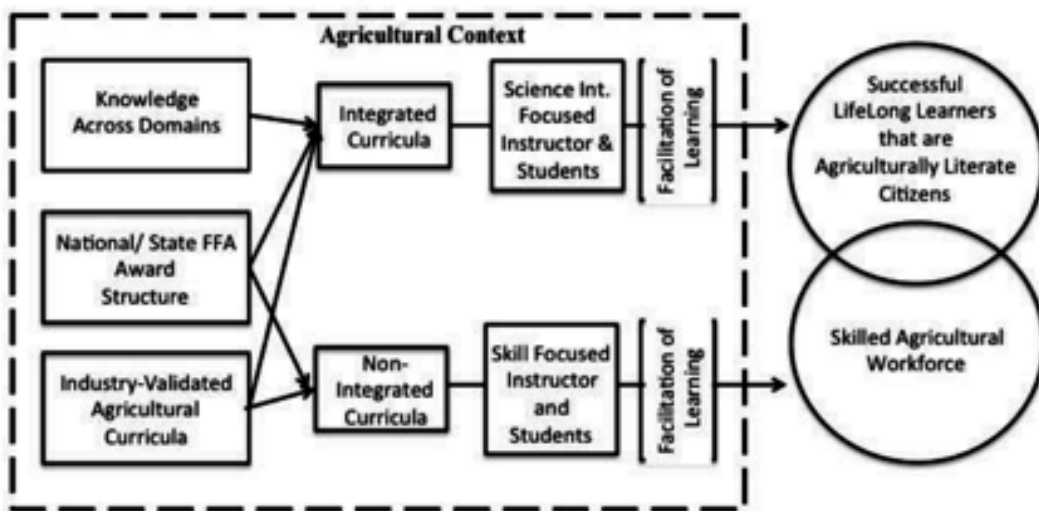 Agricultural Context
Knowledge
Across Domains
Integrated
Curricula
Science Int.
Focused
Instructor &
Students
Facilitation of
Learning
Successful
LifeLong Learners
that are
Agriculturally Literate
Citizens
National/ State FFA
Award
Structure
Industry-Validated
Agricultural
Curricula
Non-
Integrated
Curricula
Skill Focused
Instructor
and
Students
Facilitation of
Learning
Skilled Agricultural
Workforce